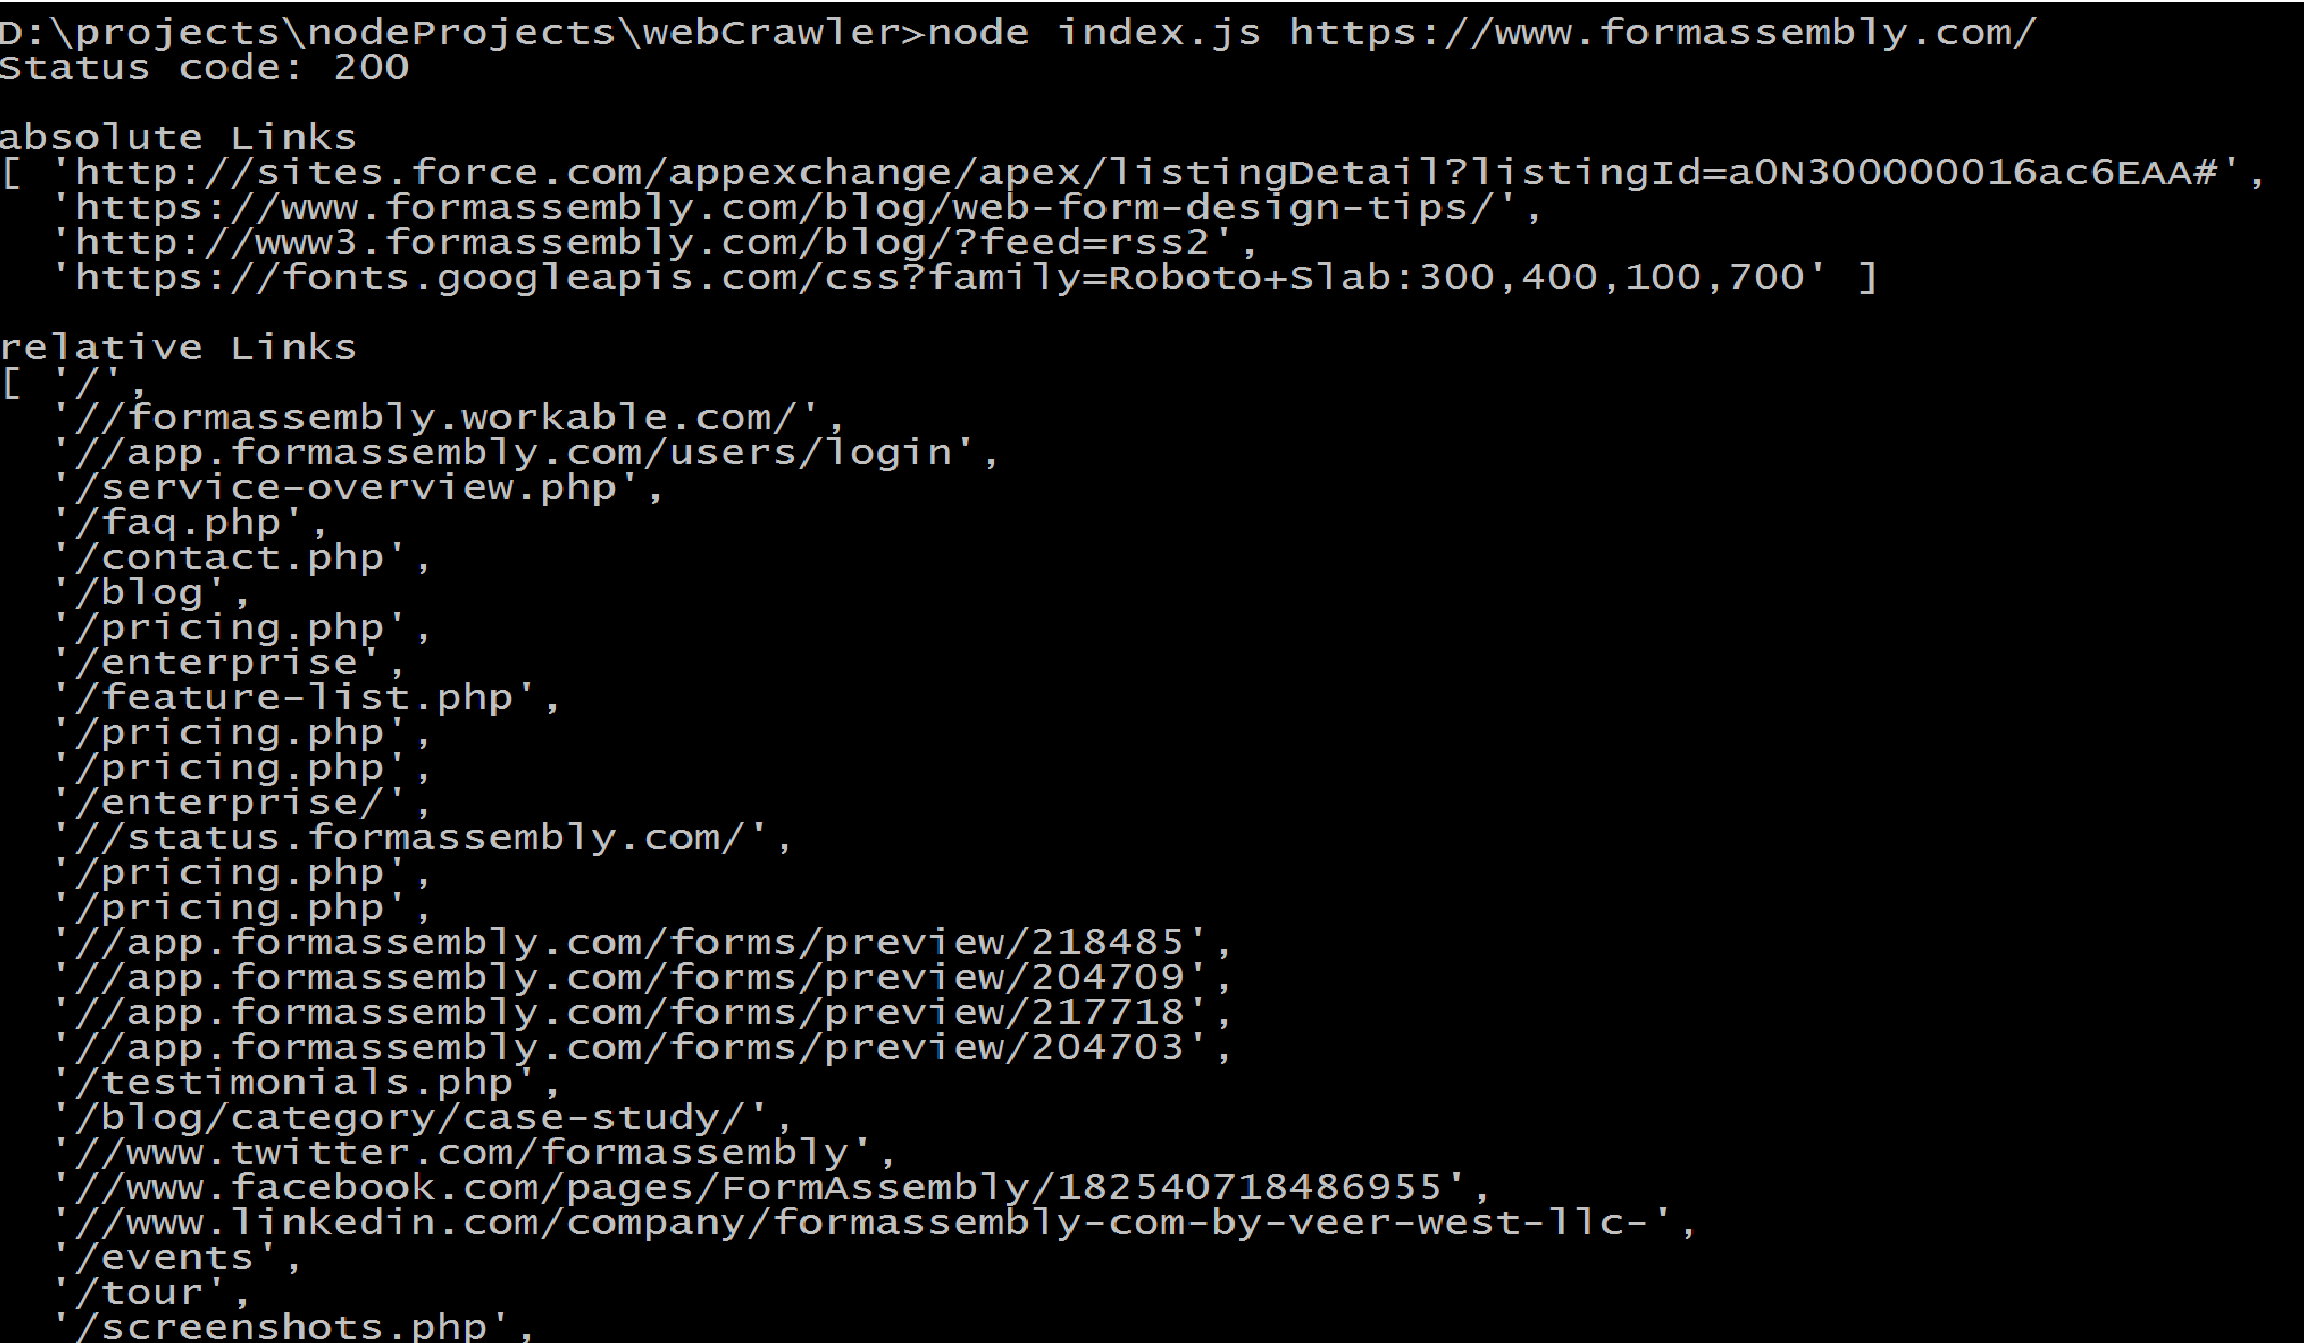 D:\projects\nodeProjects\webCrawler>node index.js https://www.formassembly.com/
Status code: 200
absolute Links
[ 'http://sites.force.com/appexchange/apex/listingDetail?listingId=a0N300000016ac6EAA#',
'https://www.formassembly.com/blog/web-form-design-tips/',
'http://www3.formassembly.com/blog/?feed=rss2',
'https://fonts.googleapis.com/css?family=Roboto+Slab:300,400,100,700' ]
relative Links
[ '/',
'//formassembly.workable.com/',
'//app.formassembly.com/users/login',
'/service-overview.php',
'/faq.php',
'/contact.php',
'/blog',
'/pricing.php',
'/enterprise',
'/feature-list.php',
'/pricing.php',
'/pricing.php',
'/enterprise/',
'//status.formassembly.com/',
'/pricing.php',
'/pricing.php',
'//app.formassembly.com/forms/preview/218485',
'//app.formassembly.com/forms/preview/204709',
'//app.formassembly.com/forms/preview/217718',
'//app.formassembly.com/forms/preview/204703',
'/testimonials.php',
'/blog/category/case-study/',
'//www.twitter.com/formassembly',
'//www.facebook.com/pages/FormAssembly/182540718486955',
'//www.linkedin.com/company/formassembly-com-by-veer-west-llc-',
'/events',
'/tour',
'/screenshots.php',